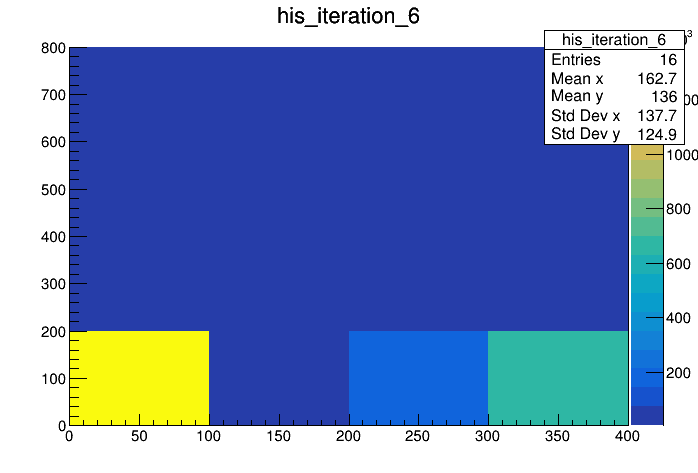 his_iteration_6
his_iteration_6
Entries 16
Mean x 162.7
Mean y 136
Std Dev x 137.7
Std Dev y 124.9
800
700
600
500
400
300
200
100
0
0 50 100 150 200 250 300 350 400
1000
800
600
400
200